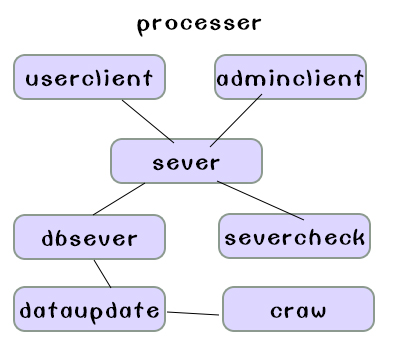 processer
userclient
adminclient
sever
dbsever
severcheck
dataupdate
craw